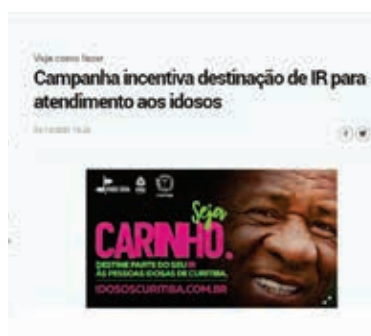 Veja como fazer
Campanha incentiva destinação de IR para
atendimento aos idosos
Seja
CARINHO.
DESTINE PARTE DO SEU IR
ÀS PESSOAS IDOSAS DE CURITIBA.
IDOSOSCURITIBA.COM.BR